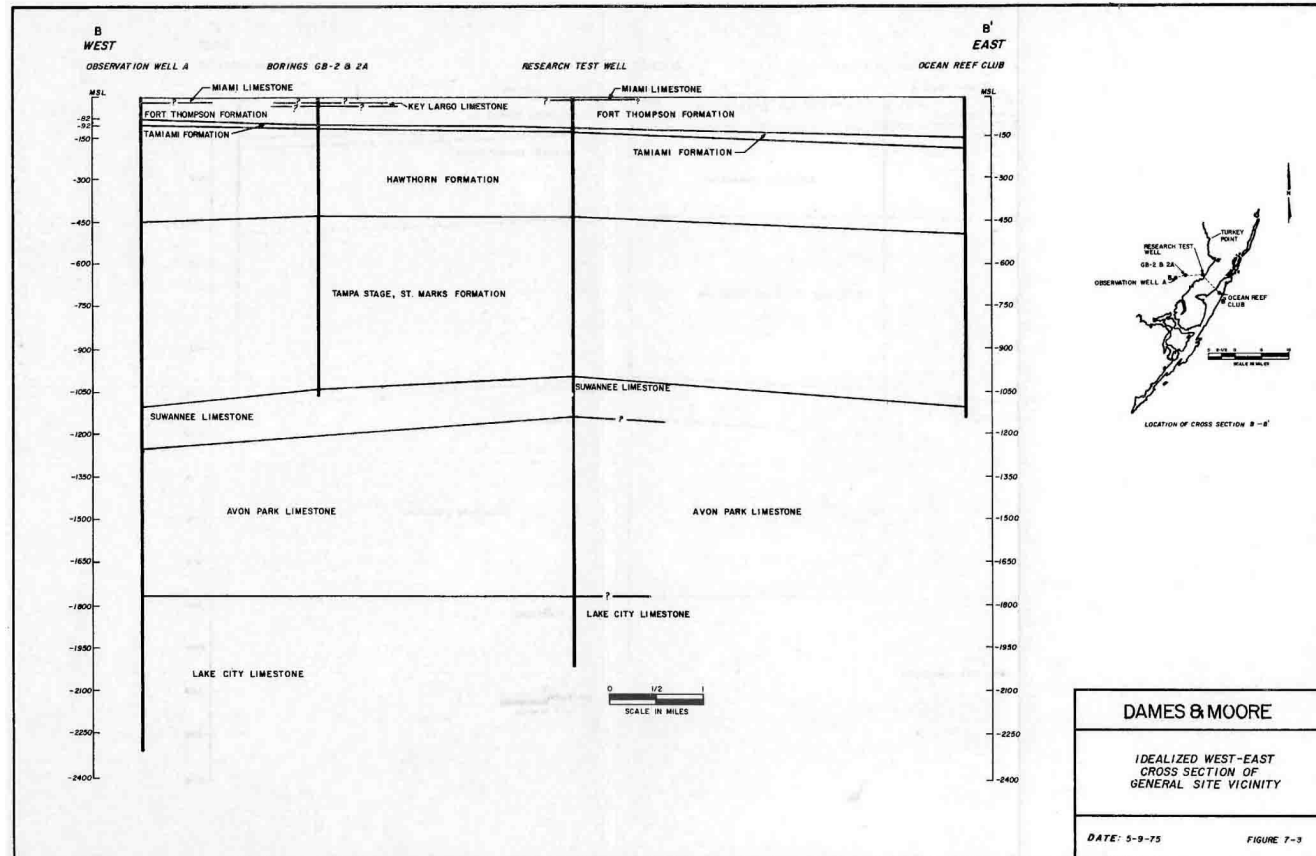 B
WEST
B'
EAST
OBSERVATION WELL A
BORINGS GB-2 & 2A
RESEARCH TEST WELL
OCEAN REEF CLUB
MSL
MIAMI LIMESTONE
MIAMI LIMESTONE
MSL
?
?
?
?
?
KEY LARGO LIMESTONE
?
?
?
-82
-92
FORT THOMPSON FORMATION
FORT THOMPSON FORMATION
TAMIAMI FORMATION
TAMIAMI FORMATION
-150
-300
-450
-600
-750
-900
-1050
-1200
-1350
-1500
-1650
-1800
-1950
-2100
-2250
-2400
HAWTHORN FORMATION
TAMPA STAGE, ST. MARKS FORMATION
SUWANNEE LIMESTONE
SUWANNEE LIMESTONE
?
AVON PARK LIMESTONE
AVON PARK LIMESTONE
?
LAKE CITY LIMESTONE
LAKE CITY LIMESTONE
0 1/2 1
SCALE IN MILES
-150
-300
-450
-600
-750
-900
-1050
-1200
-1350
-1500
-1650
-1800
-1950
-2100
-2250
-2400
N
TURKEY
POINT
RESEARCH TEST
WELL
GB-2 & 2A
OBSERVATION WELL A
B
OCEAN REEF
CLUB
B'
SCALE IN MILES
LOCATION OF CROSS SECTION B-B'
DAMES & MOORE
IDEALIZED WEST-EAST
CROSS SECTION OF
GENERAL SITE VICINITY
DATE: 5-9-75
FIGURE 7-3